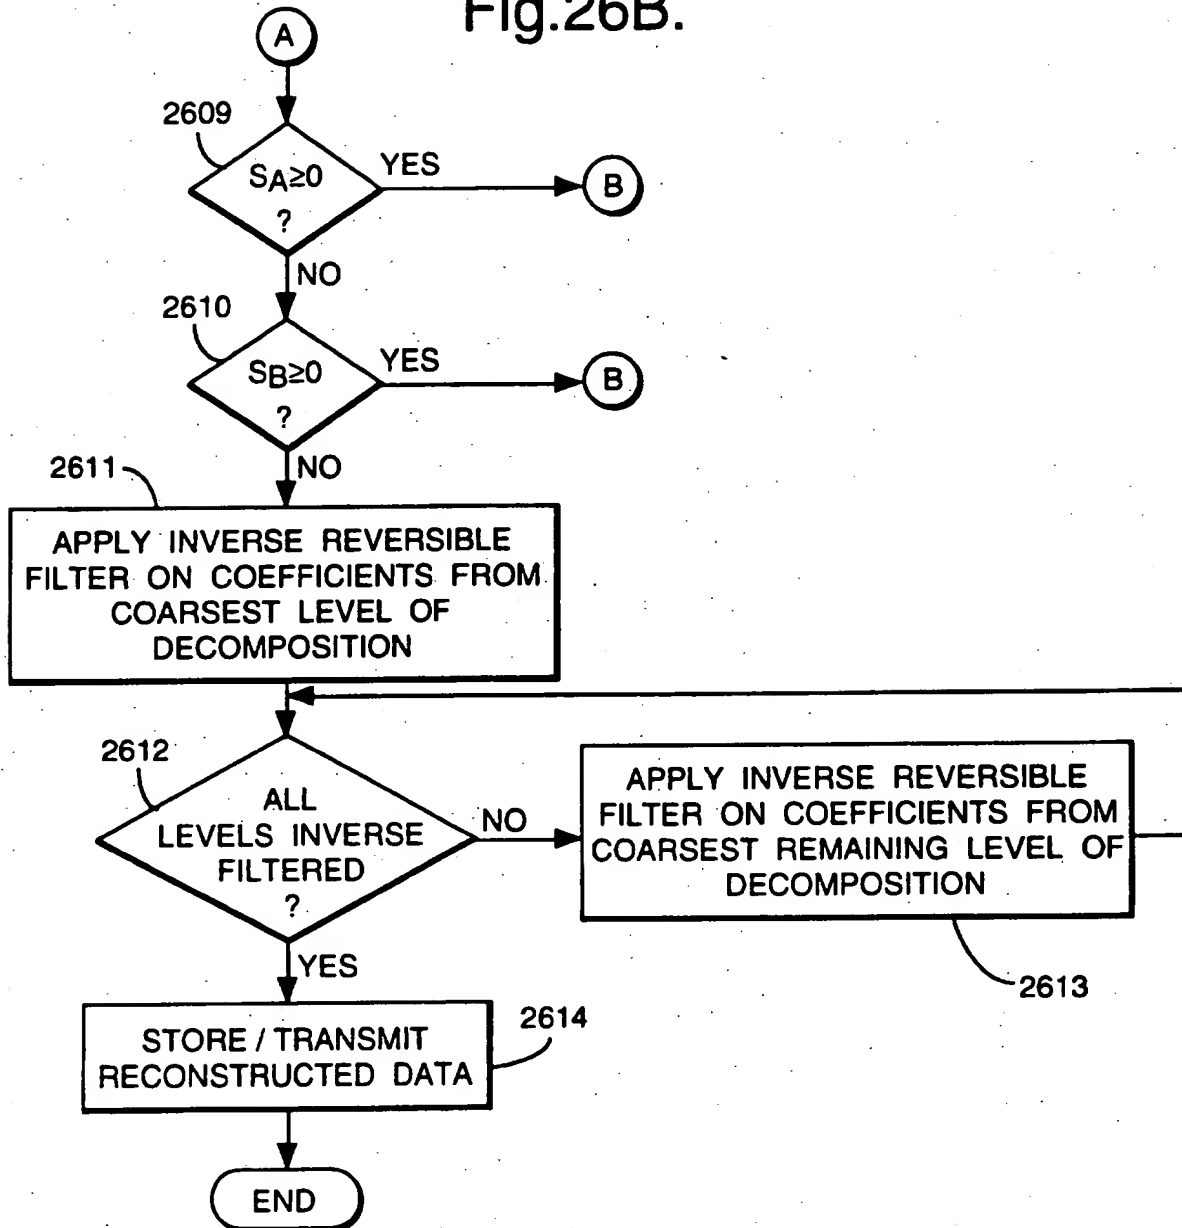 Fig.26B.
A
2609
SA≥0
?
YES
B
NO
2610
SB≥0
?
YES
B
NO
2611
APPLY INVERSE REVERSIBLE
FILTER ON COEFFICIENTS FROM
COARSEST LEVEL OF
DECOMPOSITION
2612
ALL
LEVELS INVERSE
FILTERED
?
NO
APPLY INVERSE REVERSIBLE
FILTER ON COEFFICIENTS FROM
COARSEST REMAINING LEVEL OF
DECOMPOSITION
2613
YES
STORE / TRANSMIT
RECONSTRUCTED DATA
2614
END